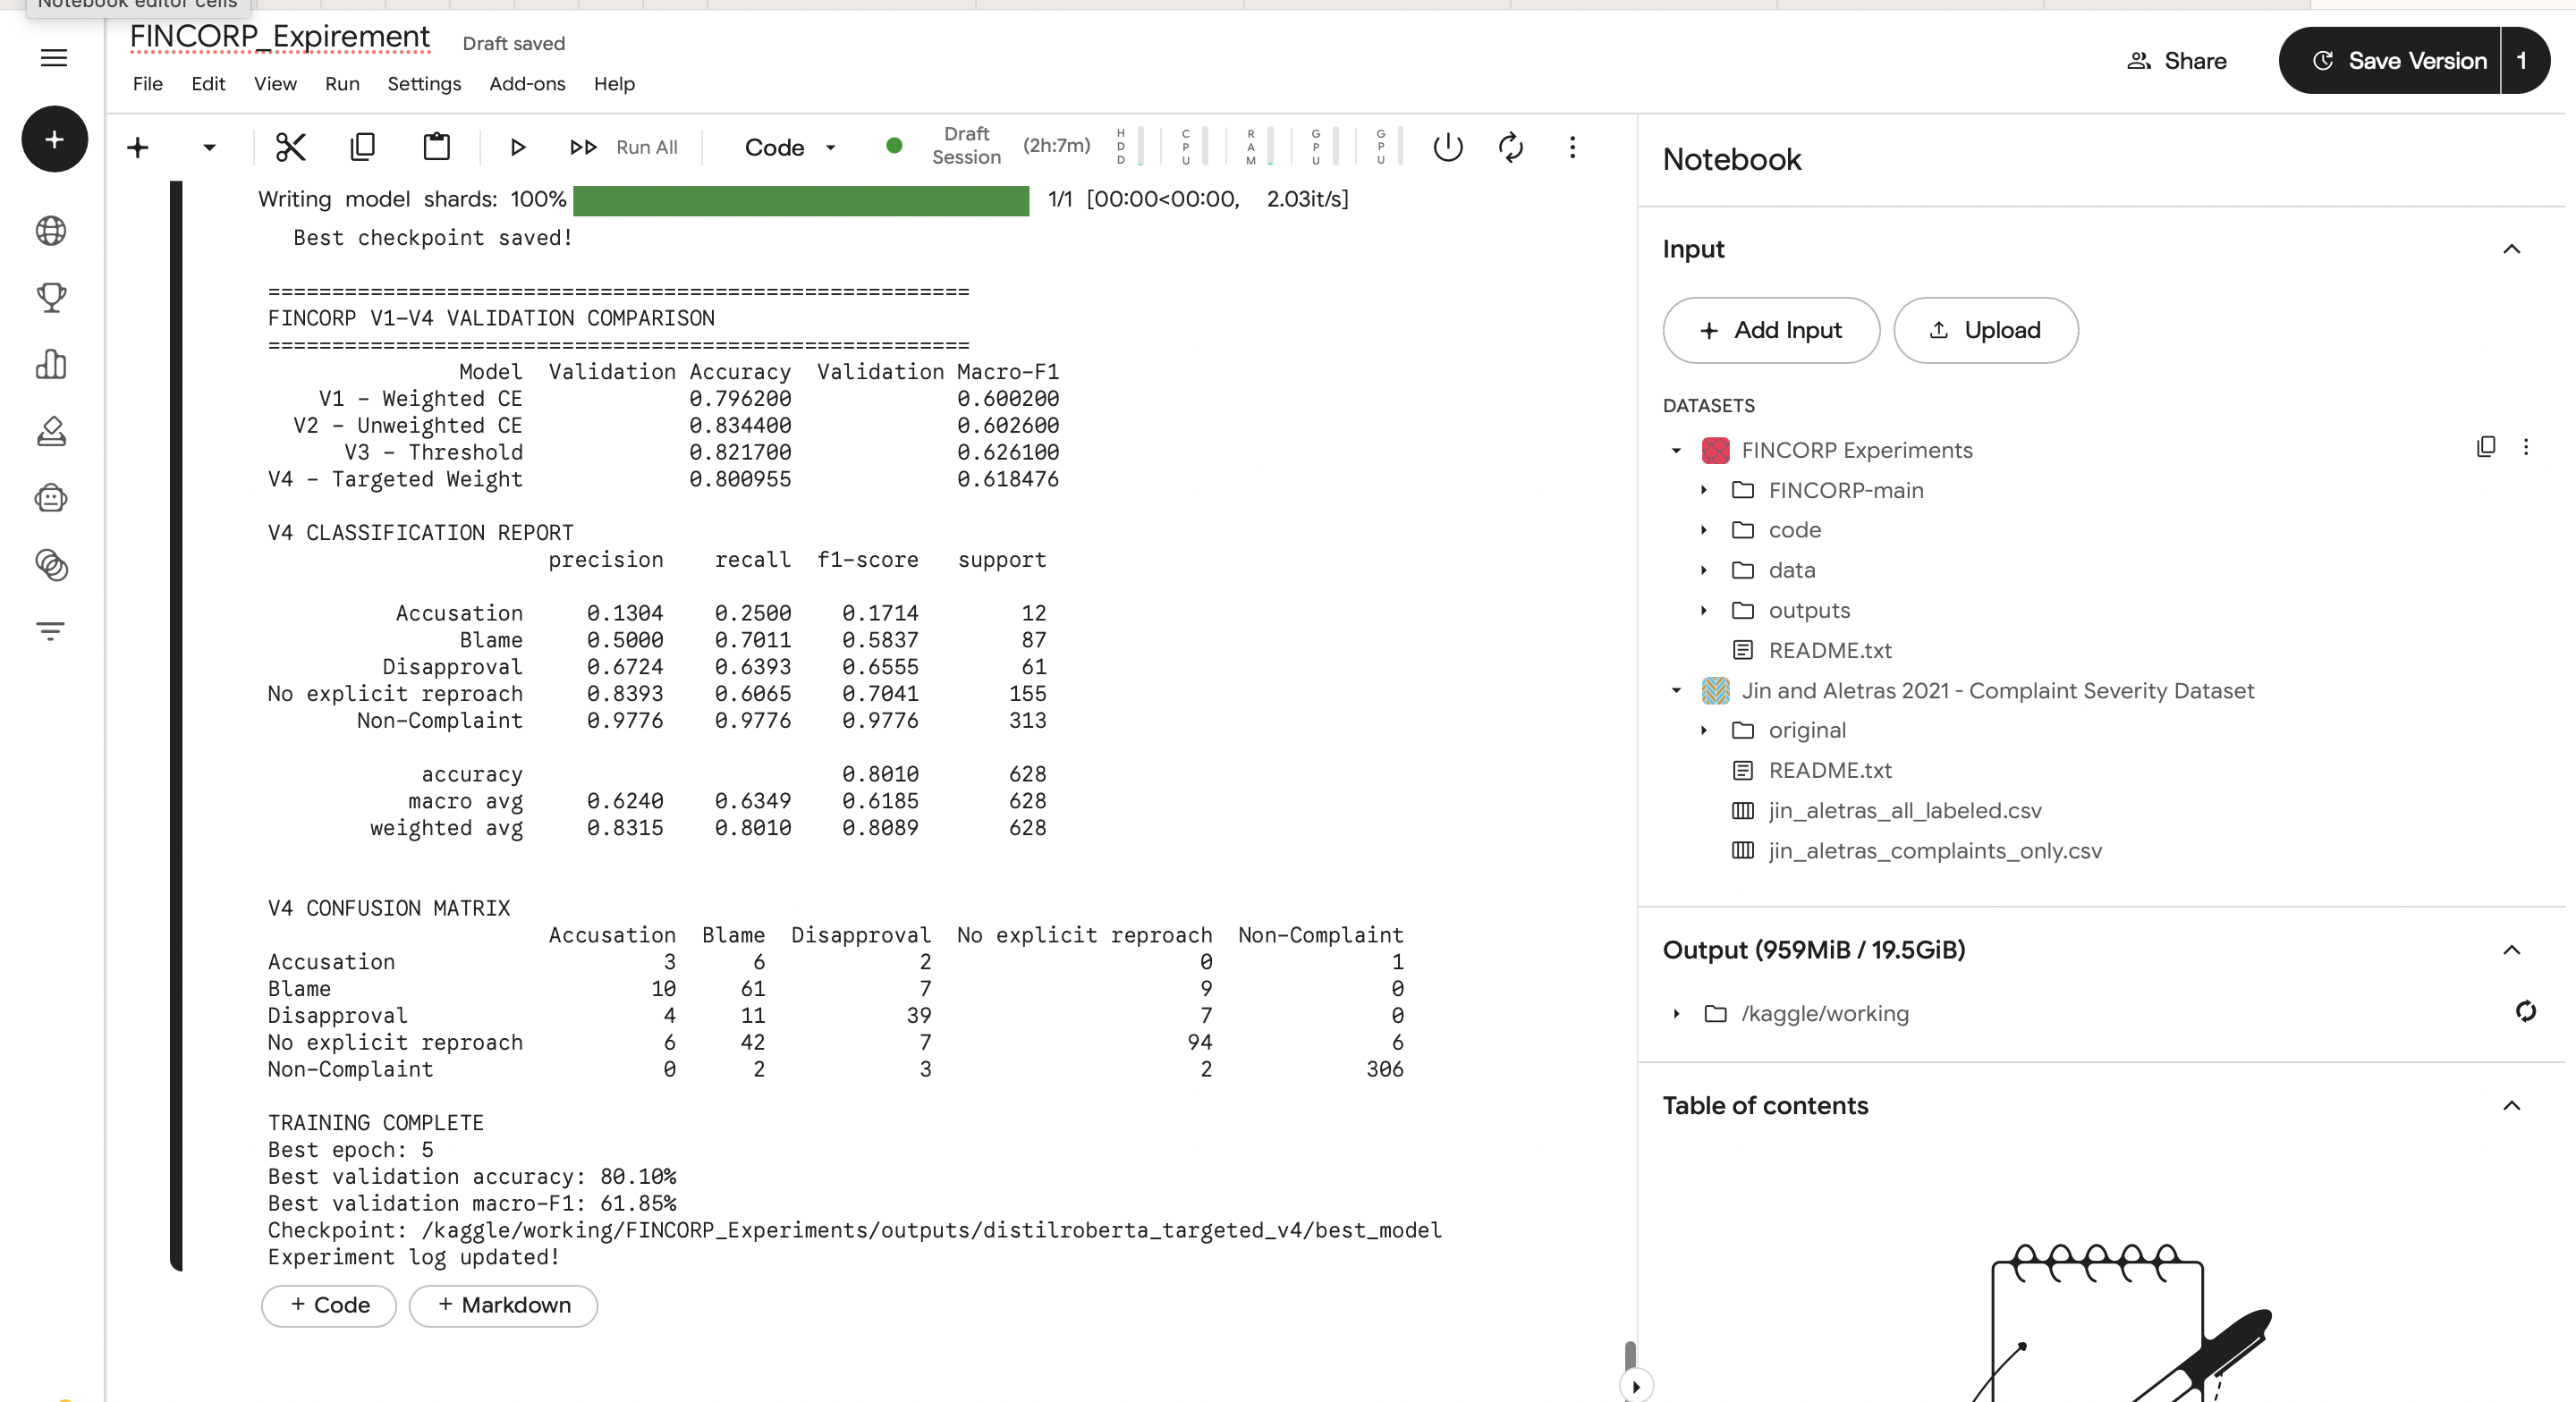 Notebook editor cells
FINCORP_Expirement Draft saved
File Edit View Run Settings Add-ons Help
Share
Save Version 1
Run All Code Draft Session (2h:7m) HDD CPU RAM GPU GPU
Writing model shards: 100% 1/1 [00:00<00:00, 2.03it/s]
Best checkpoint saved!
=======================================================
FINCORP V1-V4 VALIDATION COMPARISON
=======================================================
Model Validation Accuracy Validation Macro-F1
V1 - Weighted CE 0.796200 0.600200
V2 - Unweighted CE 0.834400 0.602600
V3 - Threshold 0.821700 0.626100
V4 - Targeted Weight 0.800955 0.618476
V4 CLASSIFICATION REPORT
precision recall f1-score support
Accusation 0.1304 0.2500 0.1714 12
Blame 0.5000 0.7011 0.5837 87
Disapproval 0.6724 0.6393 0.6555 61
No explicit reproach 0.8393 0.6065 0.7041 155
Non-Complaint 0.9776 0.9776 0.9776 313
accuracy 0.8010 628
macro avg 0.6240 0.6349 0.6185 628
weighted avg 0.8315 0.8010 0.8089 628
V4 CONFUSION MATRIX
Accusation Blame Disapproval No explicit reproach Non-Complaint
Accusation 3 6 2 0 1
Blame 10 61 7 9 0
Disapproval 4 11 39 7 0
No explicit reproach 6 42 7 94 6
Non-Complaint 0 2 3 2 306
TRAINING COMPLETE
Best epoch: 5
Best validation accuracy: 80.10%
Best validation macro-F1: 61.85%
Checkpoint: /kaggle/working/FINCORP_Experiments/outputs/distilroberta_targeted_v4/best_model
Experiment log updated!
+ Code + Markdown
Notebook
Input
+ Add Input Upload
DATASETS
FINCORP Experiments
FINCORP-main
code
data
outputs
README.txt
Jin and Aletras 2021 - Complaint Severity Dataset
original
README.txt
jin_aletras_all_labeled.csv
jin_aletras_complaints_only.csv
Output (959MiB / 19.5GiB)
/kaggle/working
Table of contents